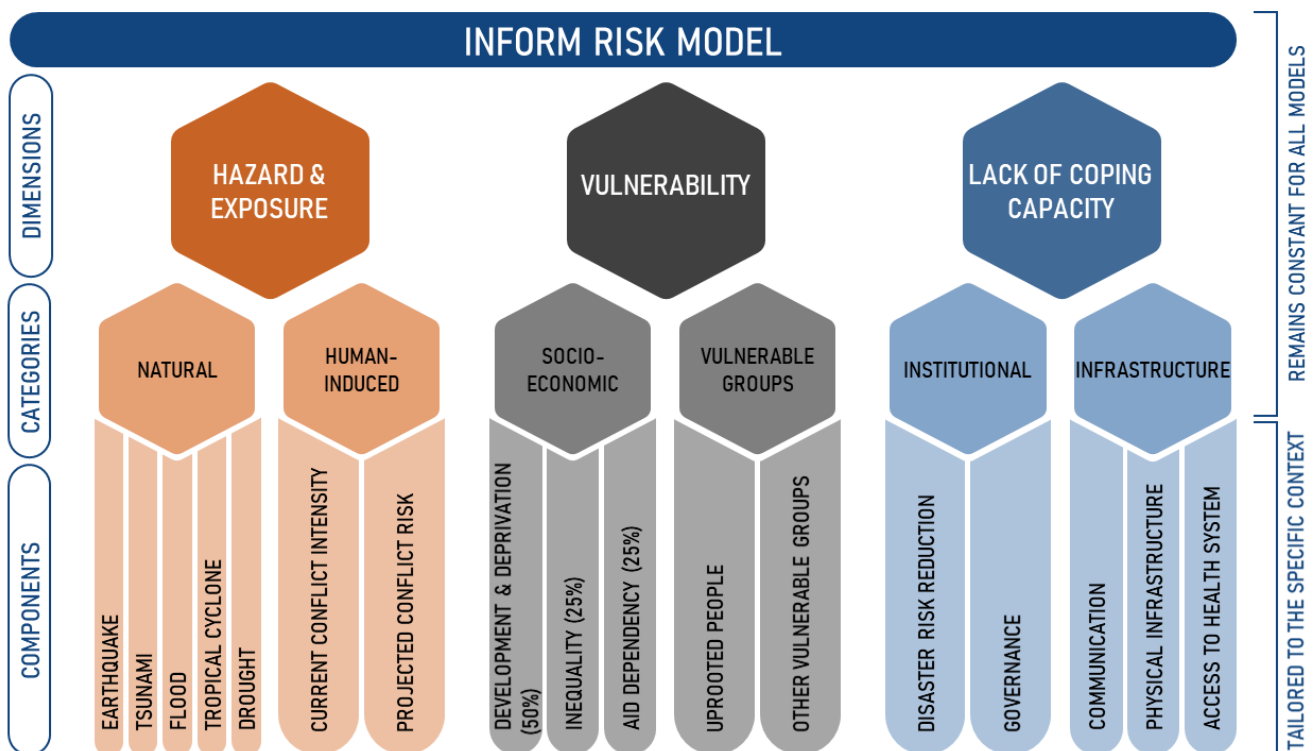 INFORM RISK MODEL
DIMENSIONS
HAZARD &
EXPOSURE
VULNERABILITY
LACK OF COPING
CAPACITY
REMAINS CONSTANT FOR ALL MODELS
CATEGORIES
NATURAL
HUMAN-
INDUCED
SOCIO-
ECONOMIC
VULNERABLE
GROUPS
INSTITUTIONAL
INFRASTRUCTURE
COMPONENTS
EARTHQUAKE
TSUNAMI
FLOOD
TROPICAL CYCLONE
DROUGHT
CURRENT CONFLICT INTENSITY
PROJECTED CONFLICT RISK
DEVELOPMENT & DEPRIVATION
(50%)
INEQUALITY (25%)
AID DEPENDENCY (25%)
UPROOTED PEOPLE
OTHER VULNERABLE GROUPS
DISASTER RISK REDUCTION
GOVERNANCE
COMMUNICATION
PHYSICAL INFRASTRUCTURE
ACCESS TO HEALTH SYSTEM
TAILORED TO THE SPECIFIC CONTEXT